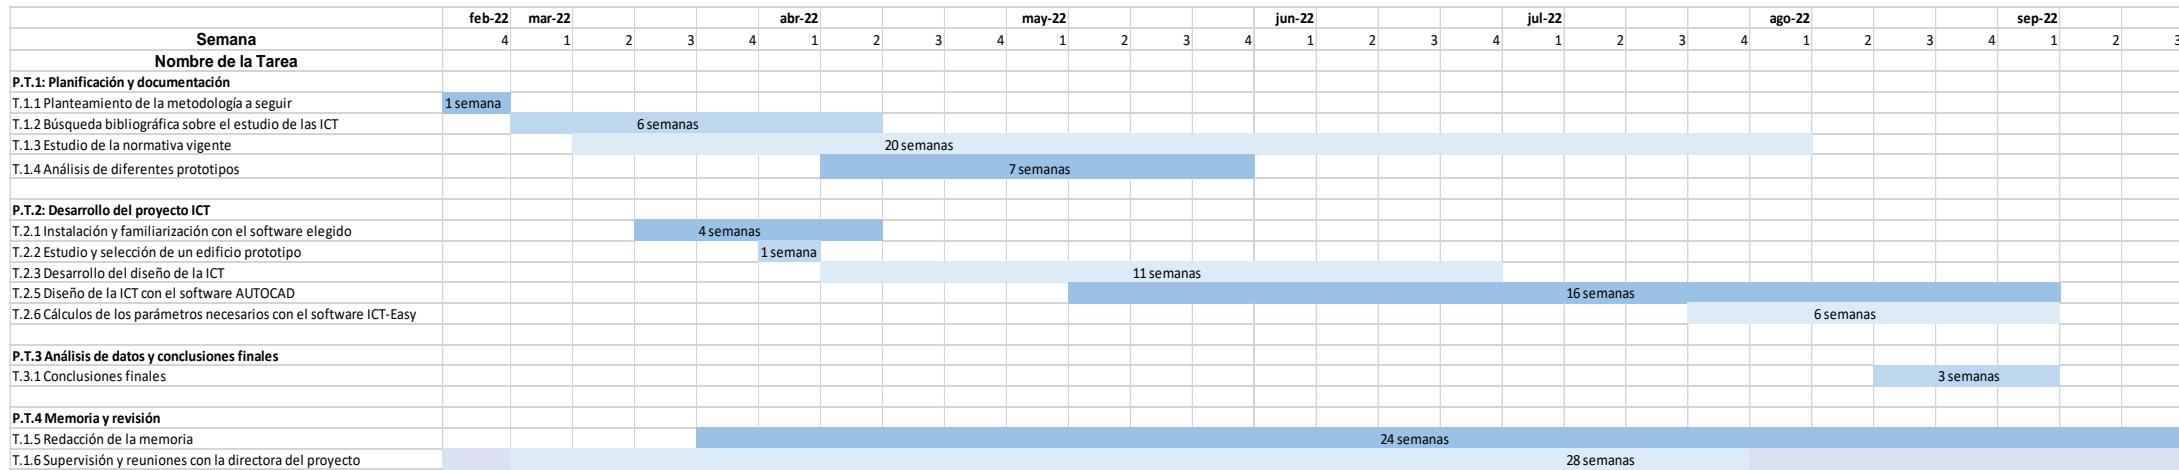 feb-22 mar-22 abr-22 may-22 jun-22 jul-22 ago-22 sep-22
Semana 4 1 2 3 4 1 2 3 4 1 2 3 4 1 2 3 4 1 2 3 4 1 2 3 4 1 2 3
Nombre de la Tarea
P.T.1: Planificación y documentación
T.1.1 Planteamiento de la metodología a seguir 1 semana
T.1.2 Búsqueda bibliográfica sobre el estudio de las ICT 6 semanas
T.1.3 Estudio de la normativa vigente 20 semanas
T.1.4 Análisis de diferentes prototipos 7 semanas
P.T.2: Desarrollo del proyecto ICT
T.2.1 Instalación y familiarización con el software elegido 4 semanas
T.2.2 Estudio y selección de un edificio prototipo 1 semana
T.2.3 Desarrollo del diseño de la ICT 11 semanas
T.2.5 Diseño de la ICT con el software AUTOCAD 16 semanas
T.2.6 Cálculos de los parámetros necesarios con el software ICT-Easy 6 semanas
P.T.3 Análisis de datos y conclusiones finales
T.3.1 Conclusiones finales 3 semanas
P.T.4 Memoria y revisión
T.1.5 Redacción de la memoria 24 semanas
T.1.6 Supervisión y reuniones con la directora del proyecto 28 semanas